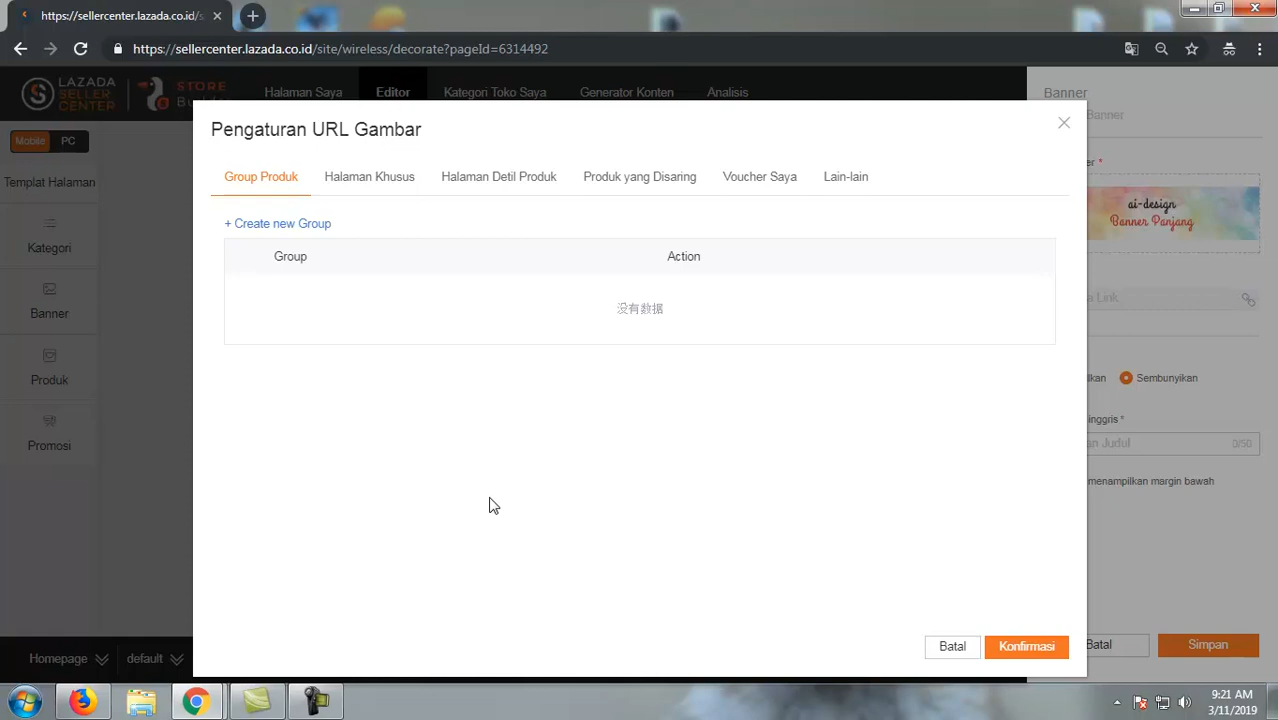 https://sellercenter.lazada.co.id/s
https://sellercenter.lazada.co.id/site/wireless/decorate?pageId=6314492
LAZADA
SELLER
CENTER
STORE
Halaman Saya
Editor
Kategori Toko Saya
Generator Konten
Analisis
Banner
Banner
Mobile
PC
Templat Halaman
Kategori
Banner
Produk
Promosi
Pengaturan URL Gambar
Group Produk
Halaman Khusus
Halaman Detil Produk
Produk yang Disaring
Voucher Saya
Lain-lain
+ Create new Group
Group
Action
没有数据
Batal
Konfirmasi
er *
ai-design
Banner Panjang
a Link
lkan
Sembunyikan
nggris *
an Judul
0/50
menampilkan margin bawah
Batal
Simpan
Homepage
default
9:21 AM
3/11/2019